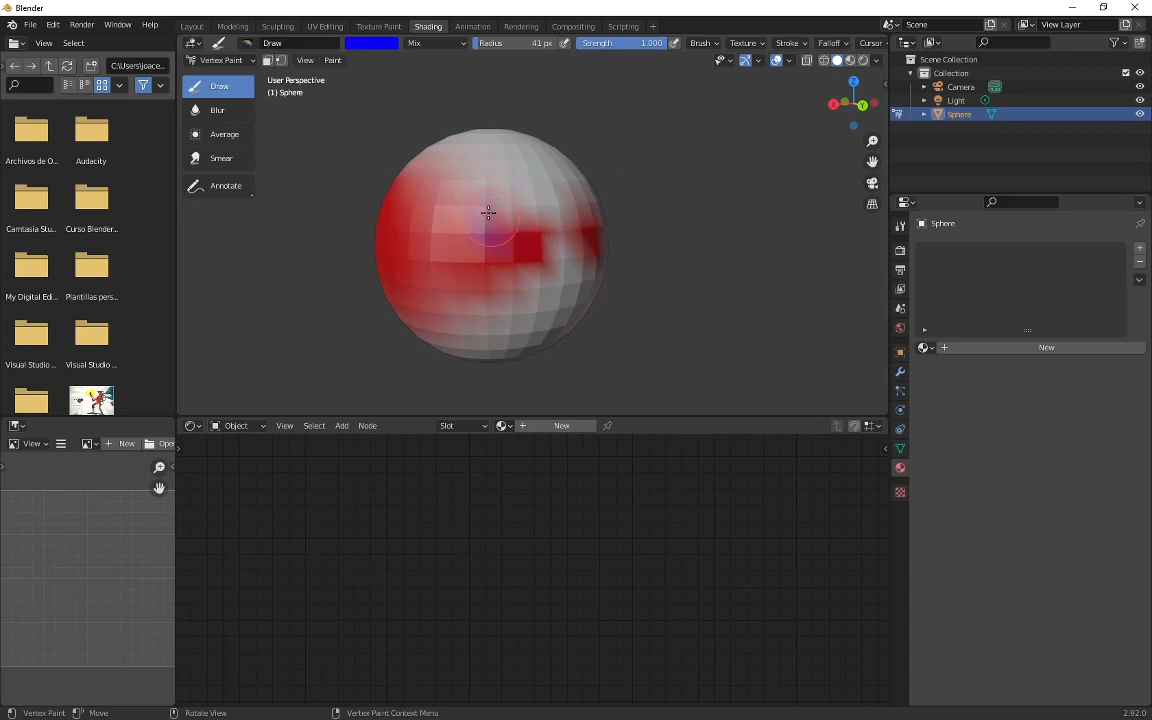 Blender
File Edit Render Window Help
Layout Modeling Sculpting UV Editing Texture Paint Shading Animation Rendering Compositing Scripting +
Scene
View Layer
View Select
Draw
Mix
Radius 41 px
Strength 1.000
Brush
Texture
Stroke
Falloff
Cursor
C:\Users\joace...
Vertex Paint
View Paint
User Perspective
(1) Sphere
Draw
Blur
Average
Smear
Annotate
X
Y
Z
Archivos de O...
Audacity
Camtasia Stu...
Curso Blender...
My Digital Edi...
Plantillas pers...
Visual Studio ...
Visual Studio ...
Scene Collection
Collection
Camera
Light
Sphere
Sphere
New
View
New
Oper
Object
View Select Add Node
Slot
New
Vertex Paint
Move
Rotate View
Vertex Paint Context Menu
2.92.0